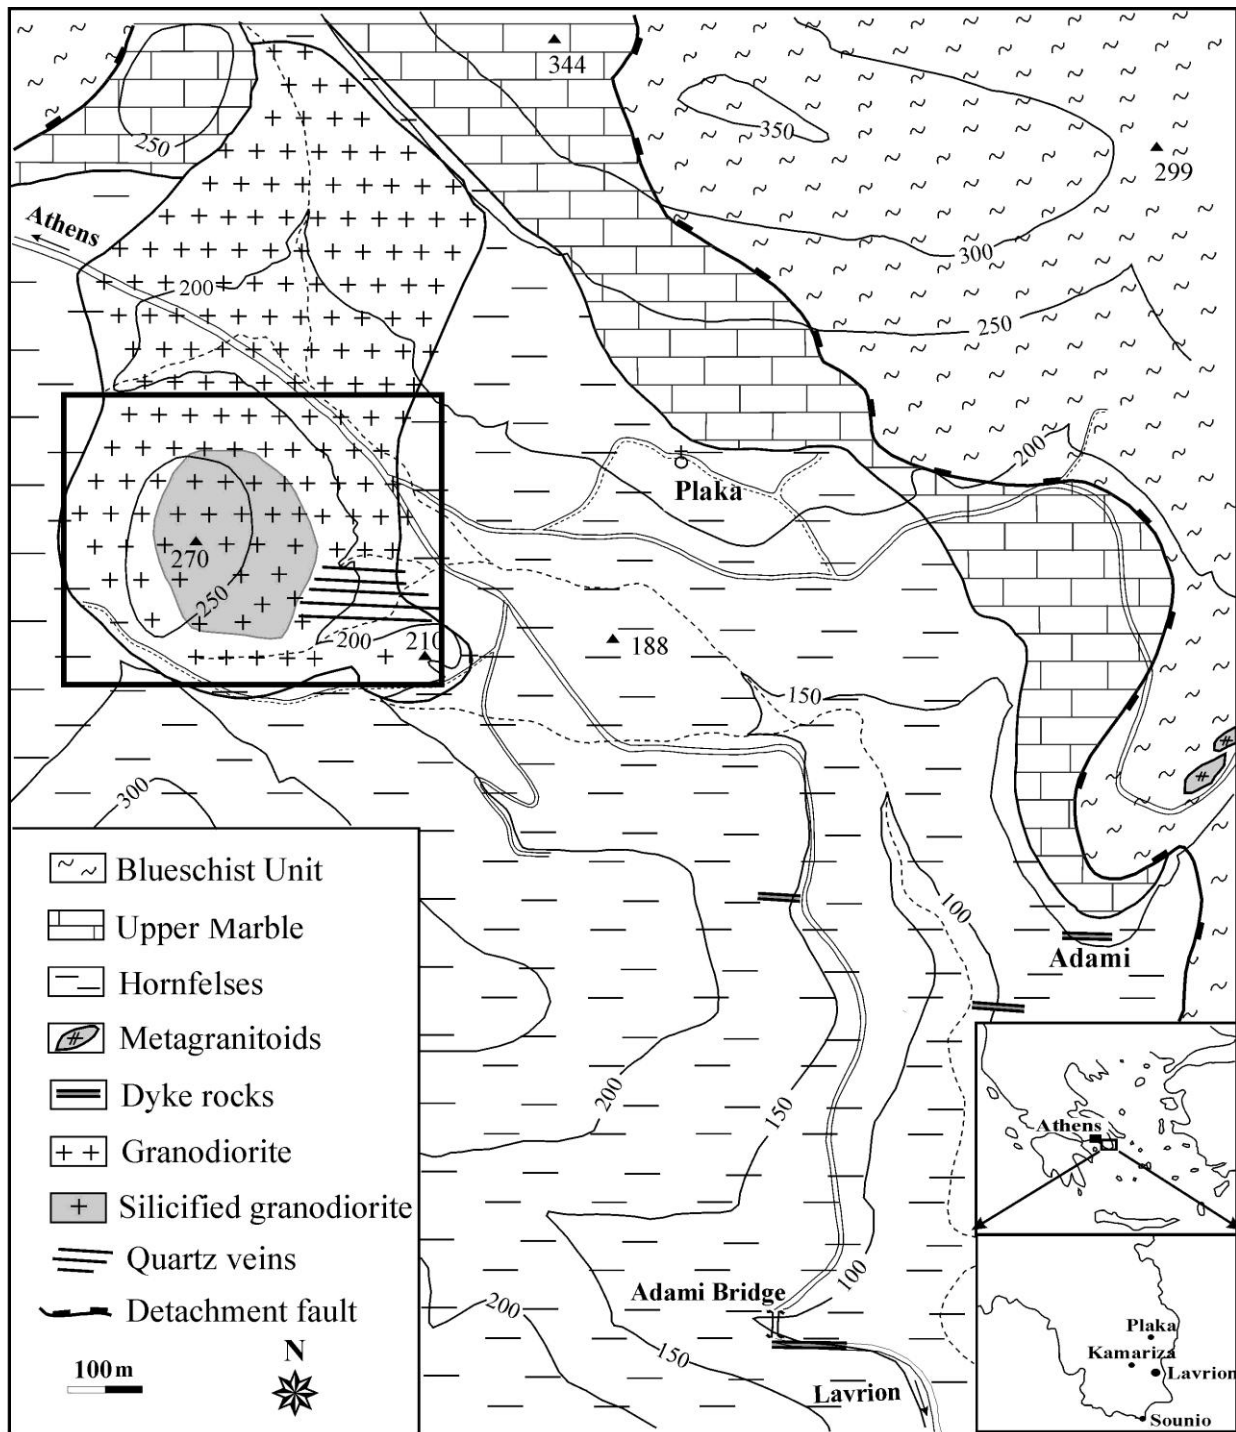 344
250
350
299
Athens
300
200
250
200
Plaka
270
250
200
210
188
150
300
Blueschist Unit
Upper Marble
Hornfelses
Metagranitoids
Dyke rocks
Granodiorite
Silicified granodiorite
Quartz veins
Detachment fault
100 m
N
100
Adami
200
150
Adami Bridge
100
200
150
Lavrion
Athens
Plaka
Kamariza
Lavrion
Sounio